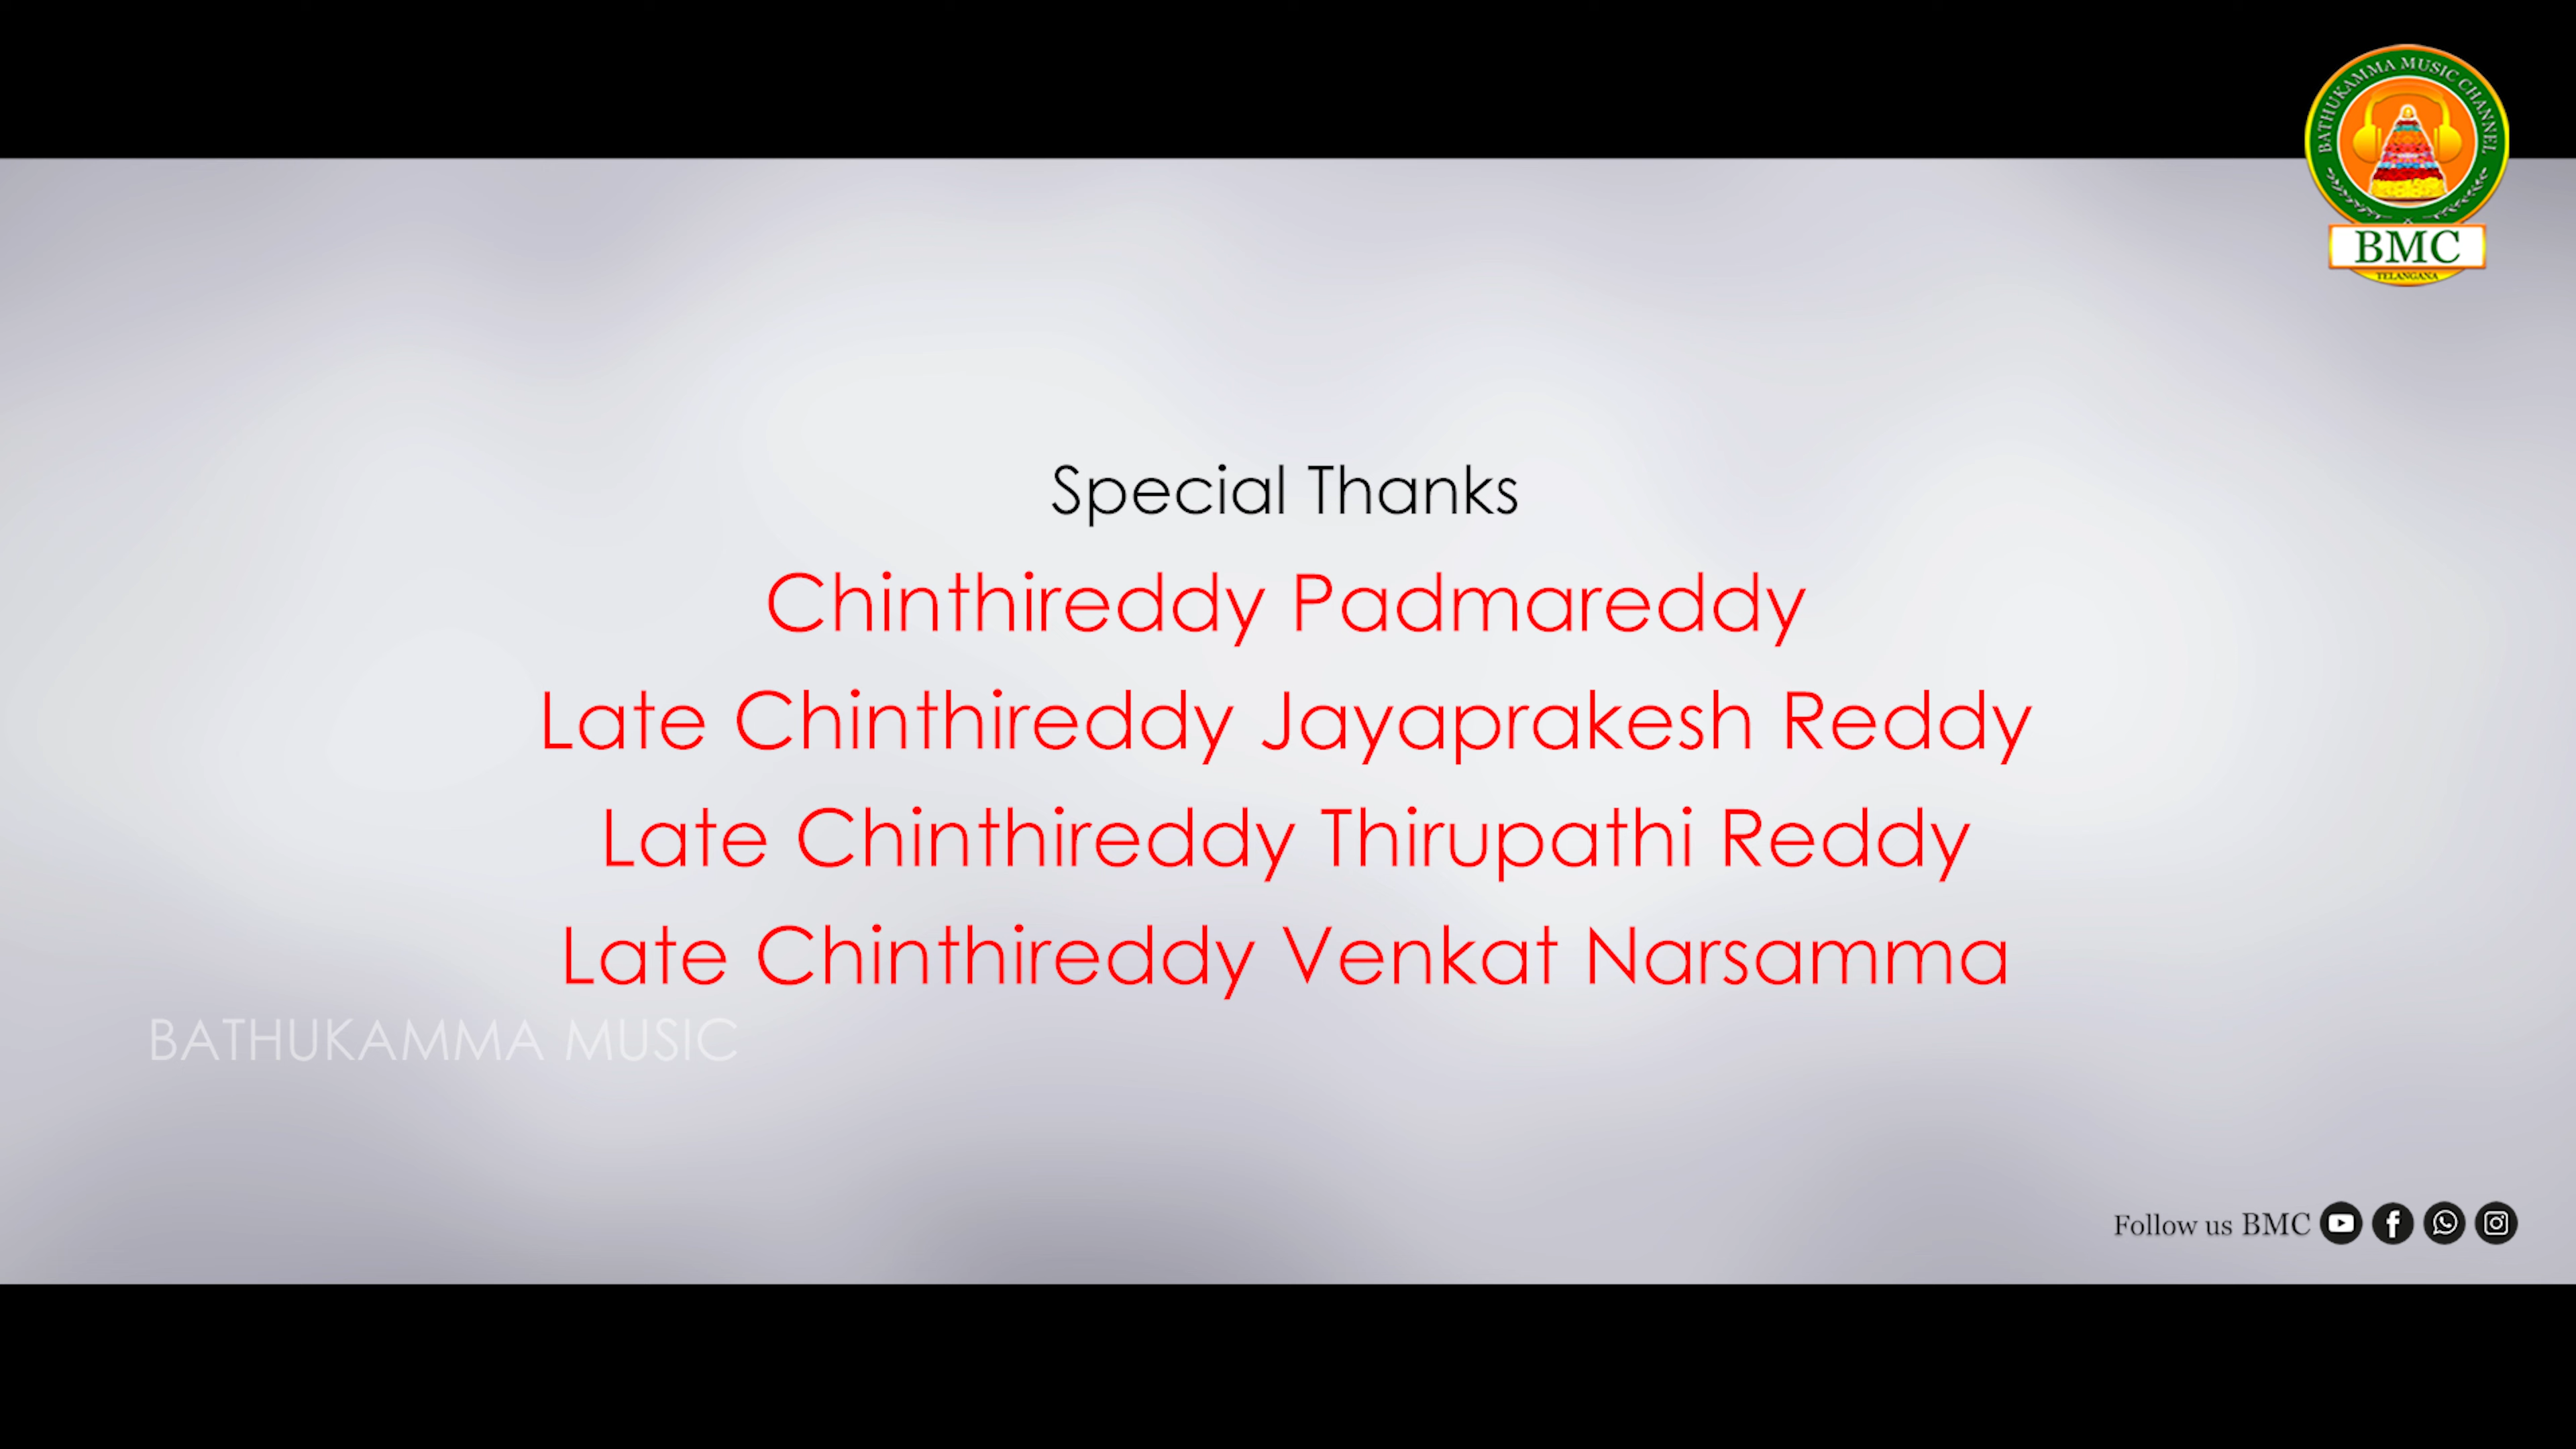 BATHUKAMMA MUSIC CHANNEL
BMC
TELANGANA
Special Thanks
Chinthireddy Padmareddy
Late Chinthireddy Jayaprakesh Reddy
Late Chinthireddy Thirupathi Reddy
Late Chinthireddy Venkat Narsamma
BATHUKAMMA MUSIC
Follow us BMC